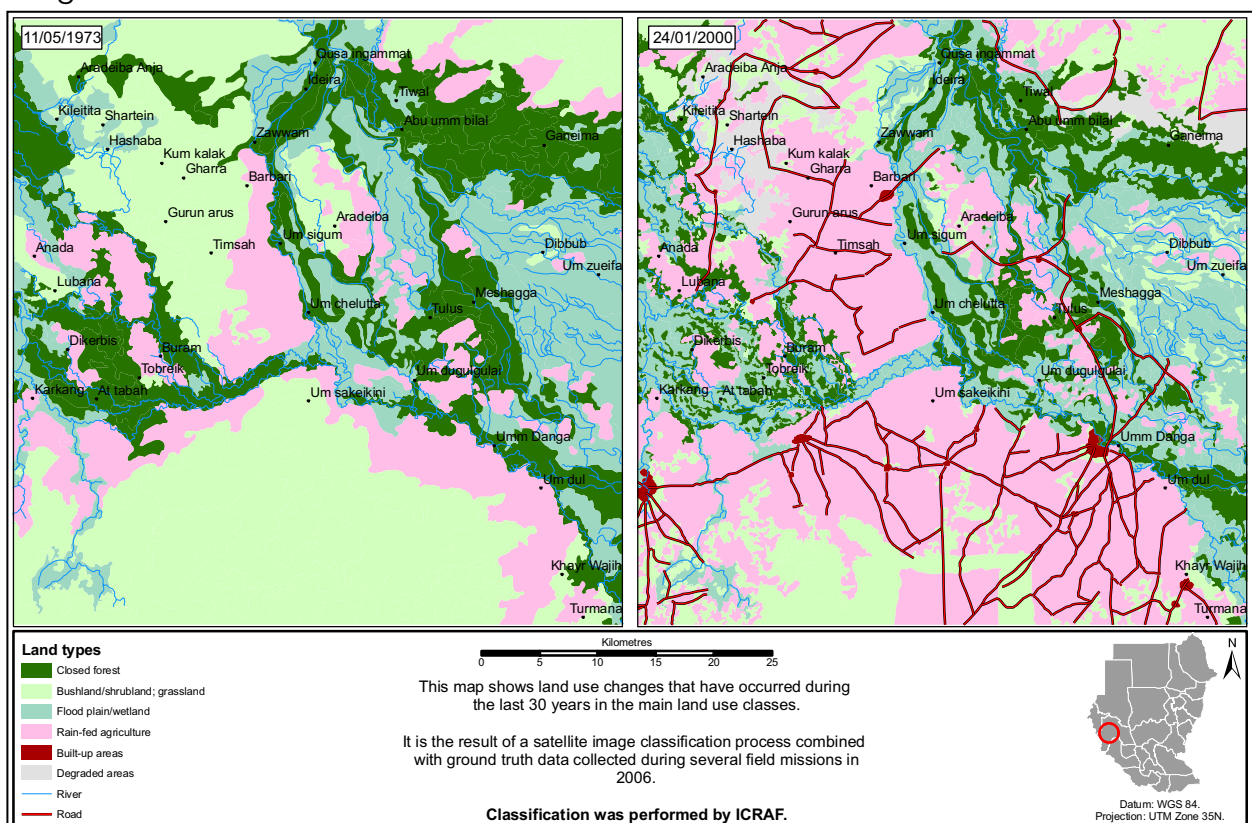 11/05/1973
Qusa ingammat
Aradeiba Anja
Ideira
Tiwal
Kileitita
Shartein
Abu umm bilal
Zawwam
Ganeima
Hashaba
Kum kalak
Gharra
Barbari
Gurun arus
Aradeiba
Um sigum
Anada
Timsah
Dibbub
Um zueifa
Lubana
Meshagga
Um chelutta
Tulus
Dikerbis
Buram
Tobreik
Um dugulgulai
Karkang
At tabah
Um sakeikini
Umm Danga
Um dul
Khayr Wajih
Turmana
24/01/2000
Qusa ingammat
Aradeiba Anja
Ideira
Tiwal
Kileitita
Shartein
Abu umm bilal
Zawwam
Ganeima
Hashaba
Kum kalak
Gharra
Barbari
Gurun arus
Aradeiba
Um sigum
Anada
Timsah
Dibbub
Um zueifa
Lubana
Meshagga
Um chelutta
Tulus
Dikerbis
Buram
Tobreik
Um dugulgulai
Karkang
At tabah
Um sakeikini
Umm Danga
Um dul
Khayr Wajih
Turmana
Land types
Closed forest
Bushland/shrubland; grassland
Flood plain/wetland
Rain-fed agriculture
Built-up areas
Degraded areas
River
Road
Kilometres
0 5 10 15 20 25
This map shows land use changes that have occurred during
the last 30 years in the main land use classes.
It is the result of a satellite image classification process combined
with ground truth data collected during several field missions in
2006.
Classification was performed by ICRAF.
N
Datum: WGS 84.
Projection: UTM Zone 35N.